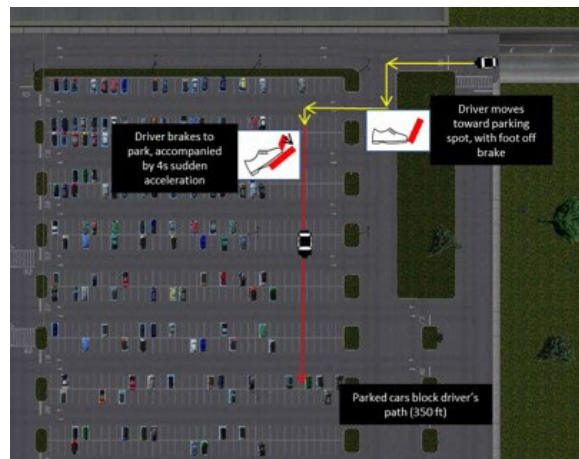 Driver brakes to
park, accompanied
by 4s sudden
acceleration
Driver moves
toward parking
spot, with foot off
brake
Parked cars block driver's
path (350 ft)